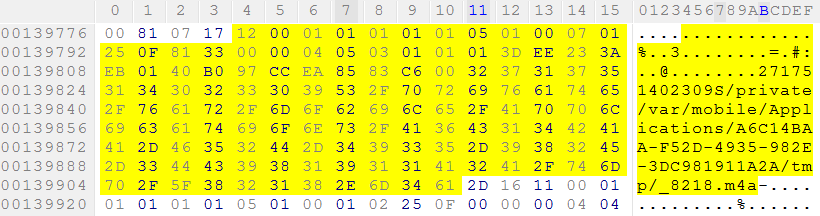 0 1 2 3 4 5 6 7 8 9 10 11 12 13 14 15 0123456789ABCDEF
00139776 00 81 07 17 12 00 01 01 01 01 01 05 01 00 07 01 ................
00139792 25 0F 81 33 00 00 04 05 03 01 01 01 3D EE 23 3A %..3........=.#:
00139808 EB 01 40 B0 97 CC EA 85 83 C6 00 32 37 31 37 35 ..@........27175
00139824 31 34 30 32 33 30 39 53 2F 70 72 69 76 61 74 65 1402309S/private
00139840 2F 76 61 72 2F 6D 6F 62 69 6C 65 2F 41 70 70 6C /var/mobile/Appl
00139856 69 63 61 74 69 6F 6E 73 2F 41 36 43 31 34 42 41 ications/A6C14BA
00139872 41 2D 46 35 32 44 2D 34 39 33 35 2D 39 38 32 45 A-F52D-4935-982E
00139888 2D 33 44 43 39 38 31 39 31 31 41 32 41 2F 74 6D -3DC981911A2A/tm
00139904 70 2F 5F 38 32 31 38 2E 6D 34 61 2D 16 11 00 01 p/_8218.m4a-....
00139920 01 01 01 01 05 01 00 01 02 25 0F 00 00 00 04 04 .........%......